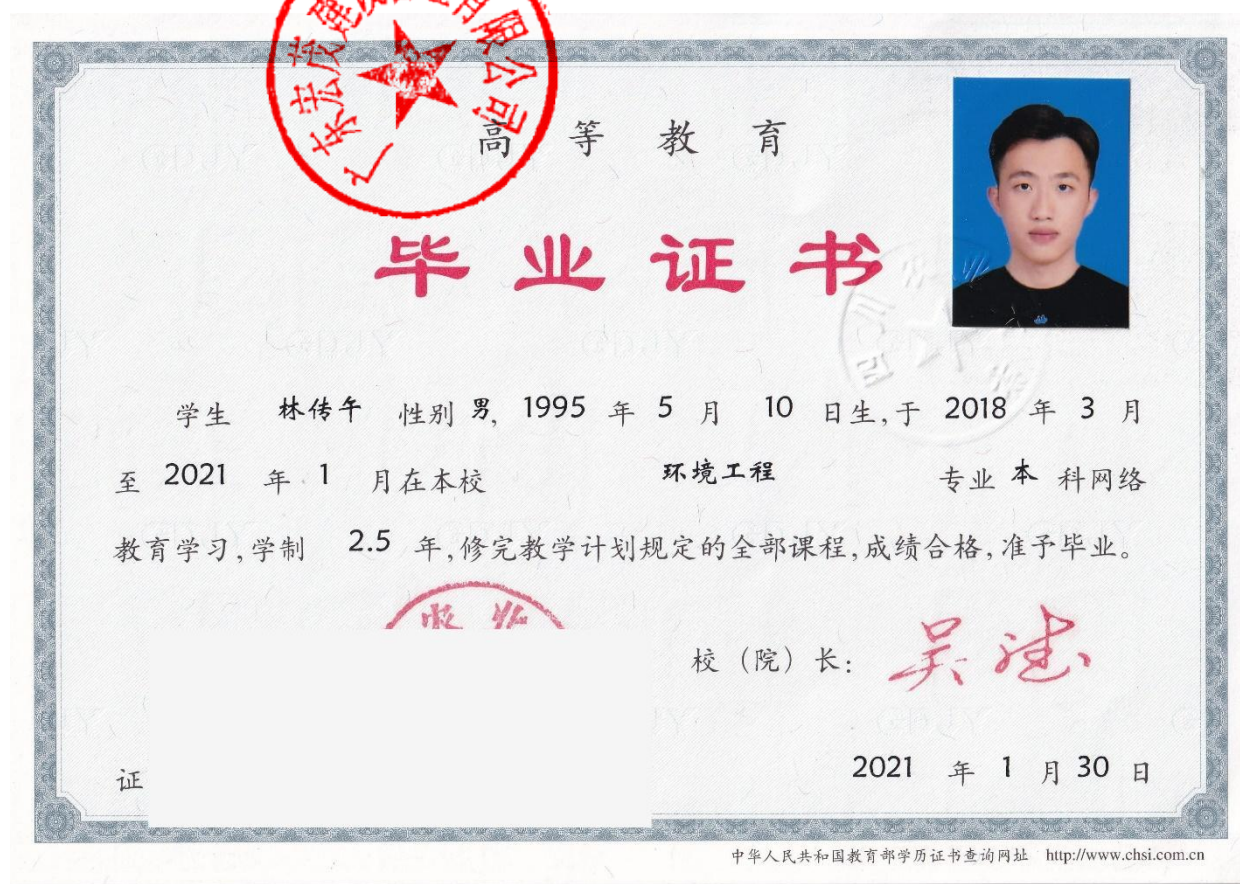 高等教育
毕业证书
学生 林传午 性别 男, 1995 年 5 月 10 日生,于 2018 年 3 月
至 2021 年 1 月在本校 环境工程 专业 本 科网络
教育学习,学制 2.5 年,修完教学计划规定的全部课程,成绩合格,准予毕业。
校（院）长:
证
2021 年 1 月 30 日
中华人民共和国教育部学历证书查询网址 http://www.chsi.com.cn